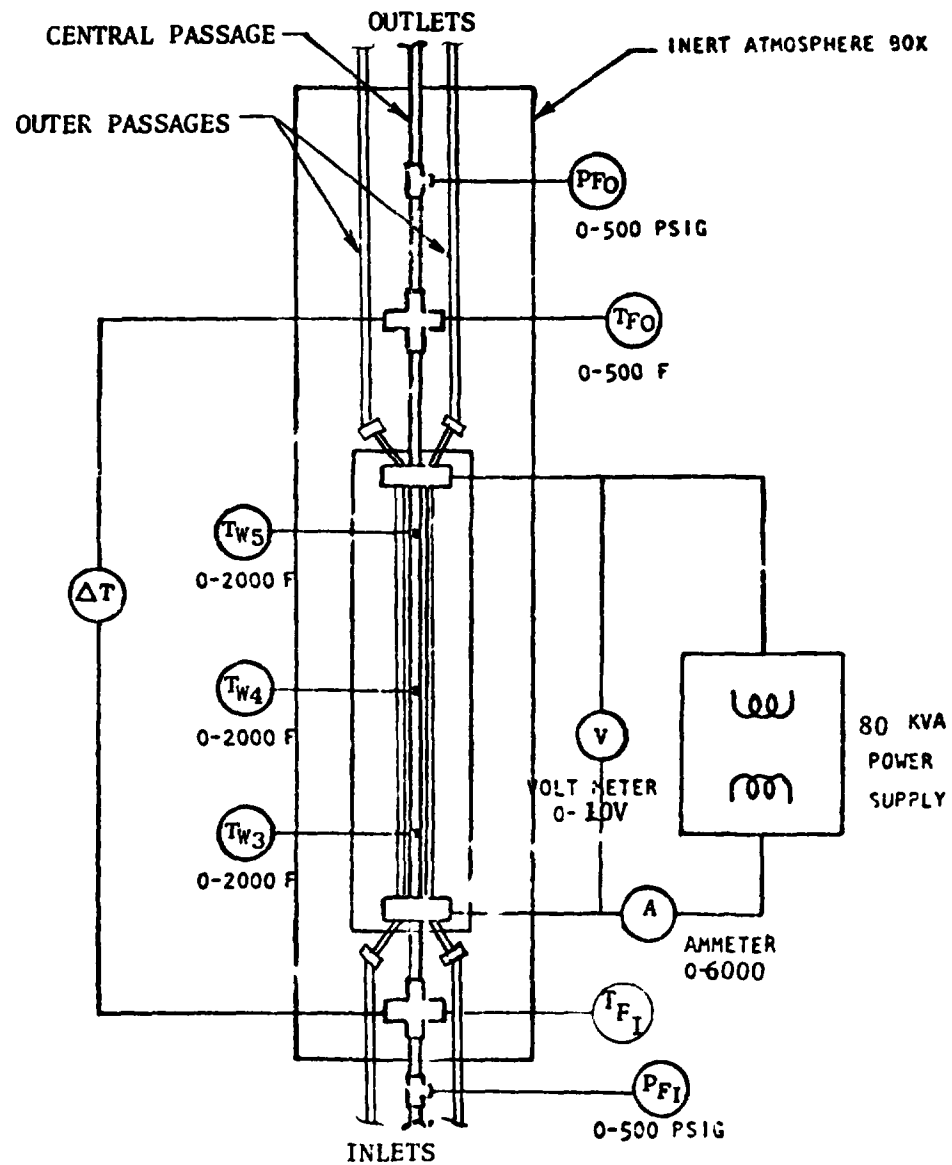 OUTLETS
CENTRAL PASSAGE
INERT ATMOSPHERE BOX
OUTER PASSAGES
PFO
0-500 PSIG
TFO
0-500 F
TW5
0-2000 F
ΔT
TW4
0-2000 F
V
VOLT METER
0-10V
80 KVA
POWER
SUPPLY
TW3
0-2000 F
A
AMMETER
0-6000
TFI
PFI
0-500 PSIG
INLETS